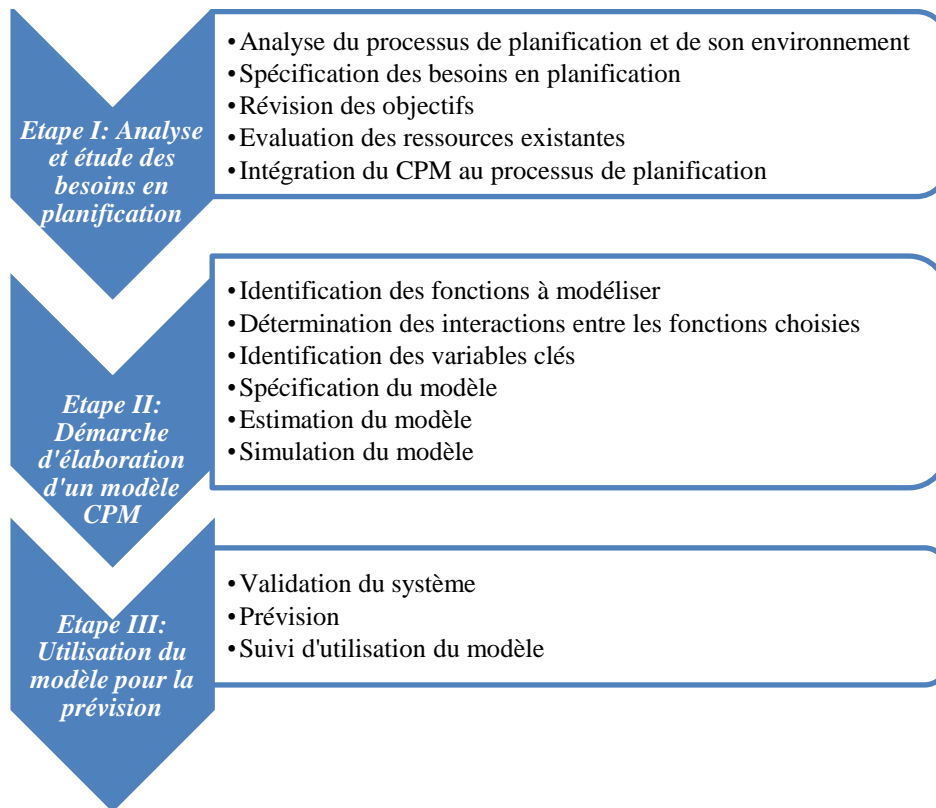 Etape I: Analyse
et étude des
besoins en
planification
•Analyse du processus de planification et de son environnement
•Spécification des besoins en planification
•Révision des objectifs
•Evaluation des ressources existantes
•Intégration du CPM au processus de planification
Etape II:
Démarche
d'élaboration
d'un modèle
CPM
•Identification des fonctions à modéliser
•Détermination des interactions entre les fonctions choisies
•Identification des variables clés
•Spécification du modèle
•Estimation du modèle
•Simulation du modèle
Etape III:
Utilisation du
modèle pour la
prévision
•Validation du système
•Prévision
•Suivi d'utilisation du modèle